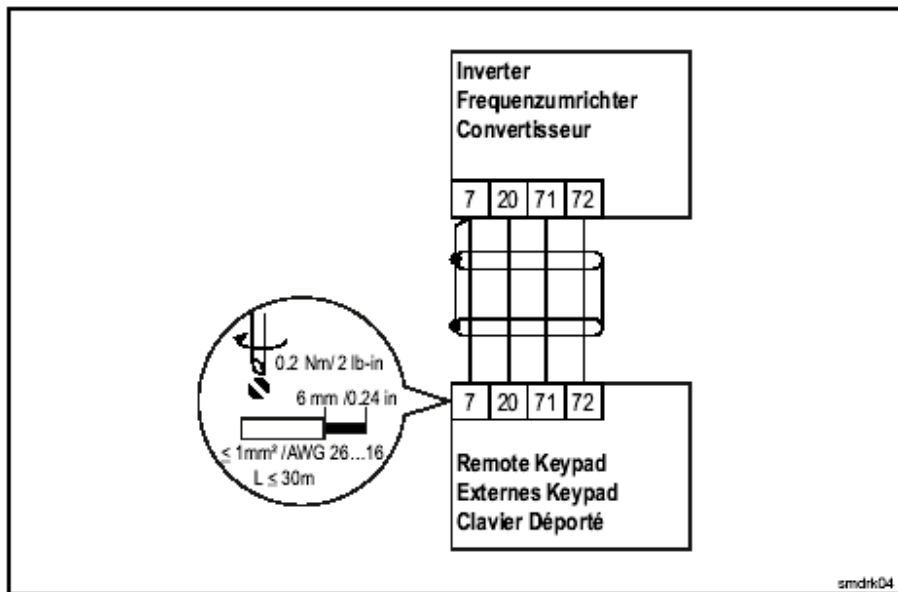 Inverter
Frequenzumrichter
Convertisseur
7 20 71 72
0.2 Nm/ 2 lb-in
6 mm /0.24 in
≤ 1mm² /AWG 26...16
L ≤ 30m
7 20 71 72
Remote Keypad
Externes Keypad
Clavier Déporté
smdrk04